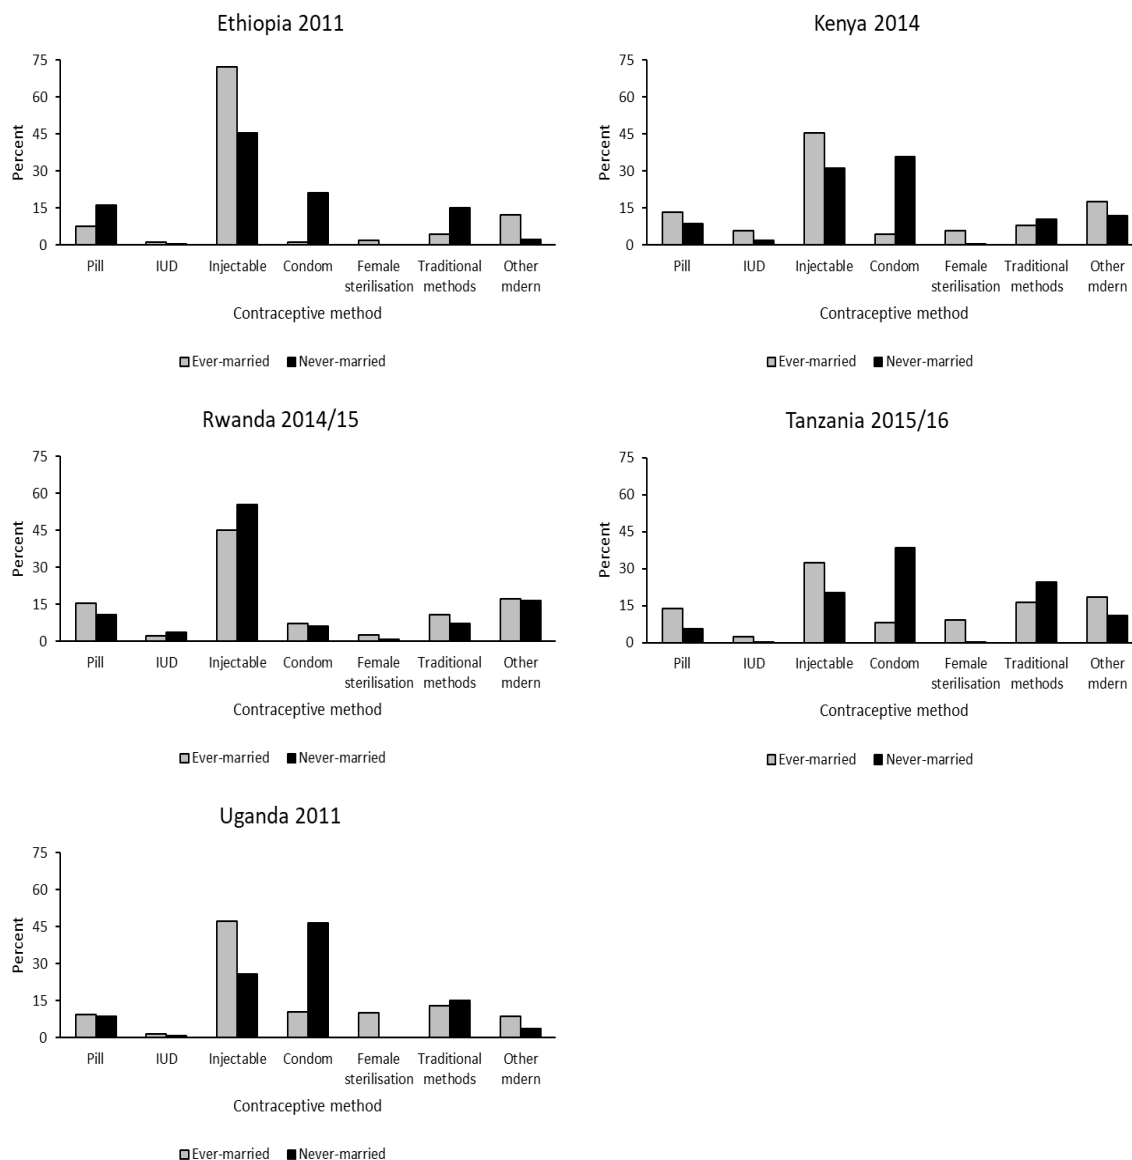 Ethiopia 2011
75
60
45
30
15
0
Percent
Pill IUD Injectable Condom Female Traditional Other
sterilisation methods mdern
Contraceptive method
Ever-married Never-married
Kenya 2014
75
60
45
30
15
0
Percent
Pill IUD Injectable Condom Female Traditional Other
sterilisation methods mdern
Contraceptive method
Ever-married Never-married
Rwanda 2014/15
75
60
45
30
15
0
Percent
Pill IUD Injectable Condom Female Traditional Other
sterilisation methods mdern
Contraceptive method
Ever-married Never-married
Tanzania 2015/16
75
60
45
30
15
0
Percent
Pill IUD Injectable Condom Female Traditional Other
sterilisation methods mdern
Contraceptive method
Ever-married Never-married
Uganda 2011
75
60
45
30
15
0
Percent
Pill IUD Injectable Condom Female Traditional Other
sterilisation methods mdern
Contraceptive method
Ever-married Never-married